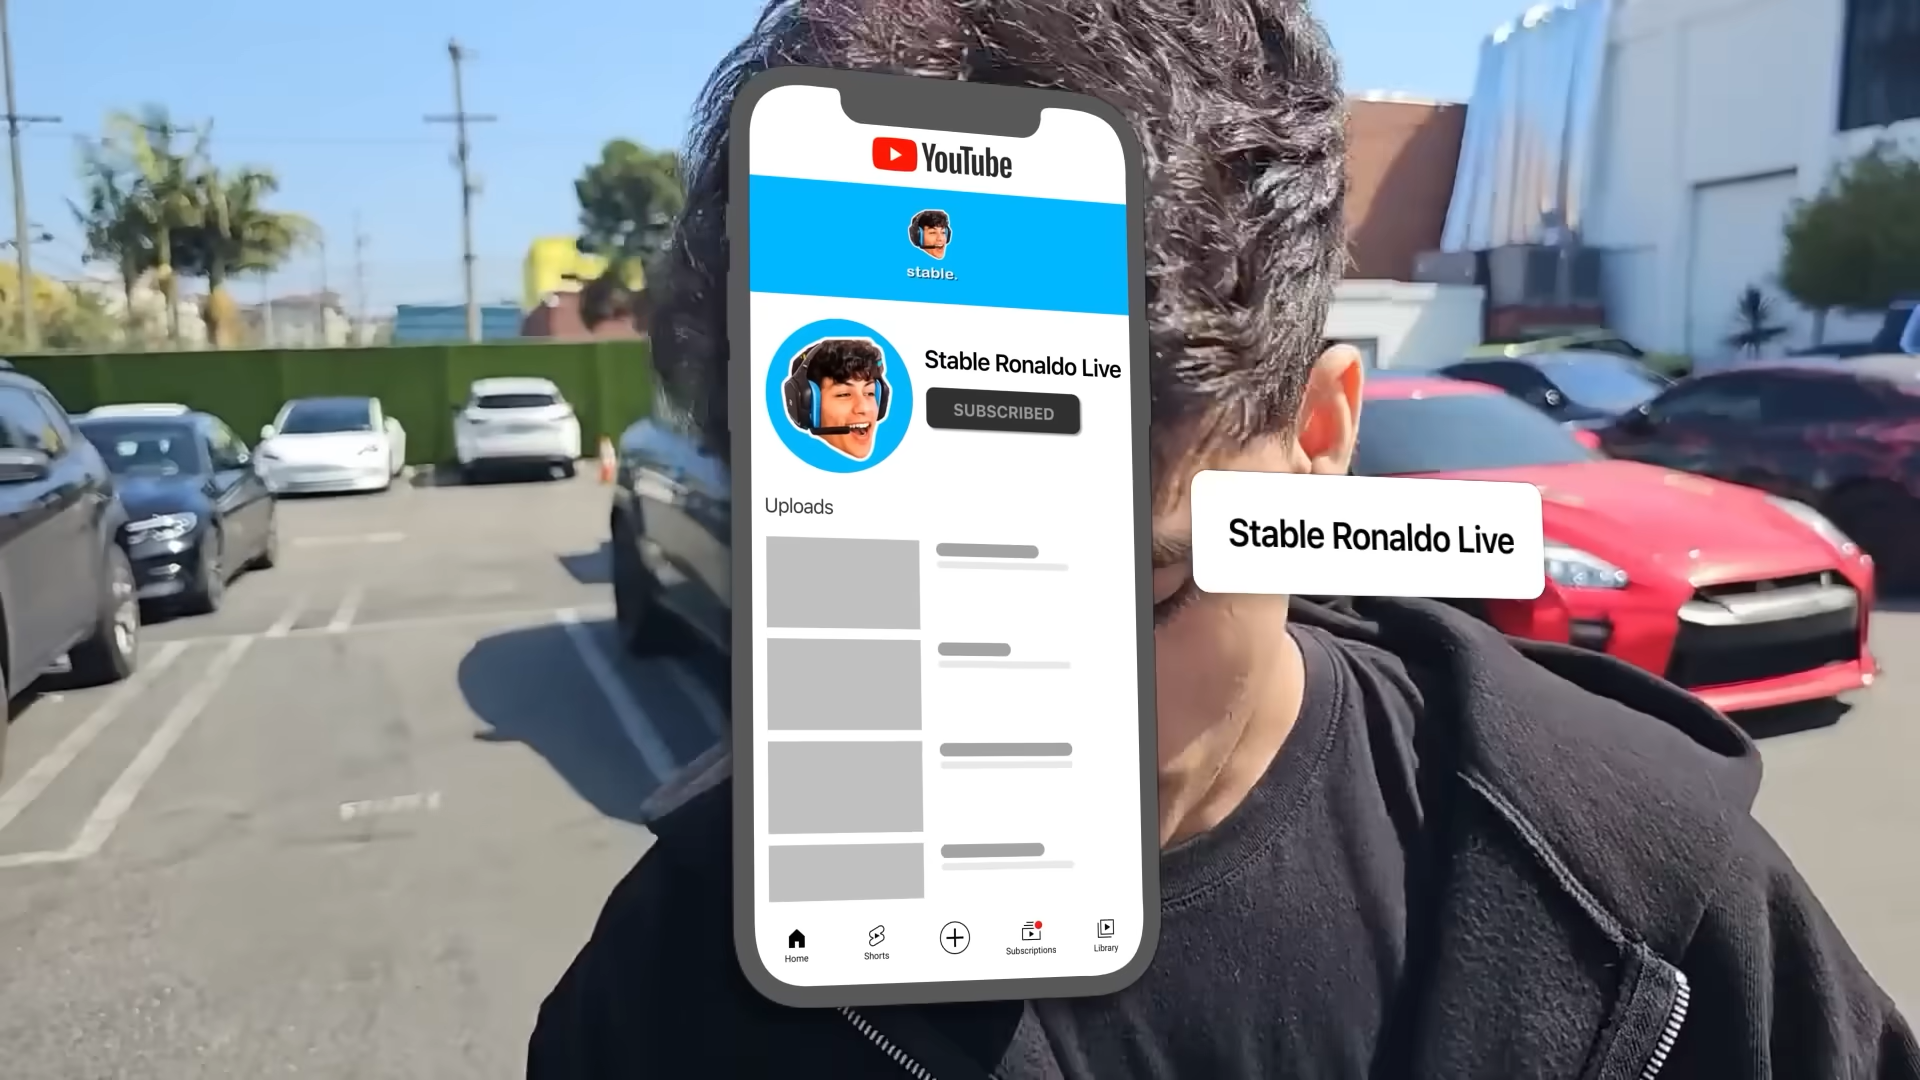 YouTube
stable.
Stable Ronaldo Live
SUBSCRIBED
Uploads
Stable Ronaldo Live
Home
Shorts
Subscriptions
Library